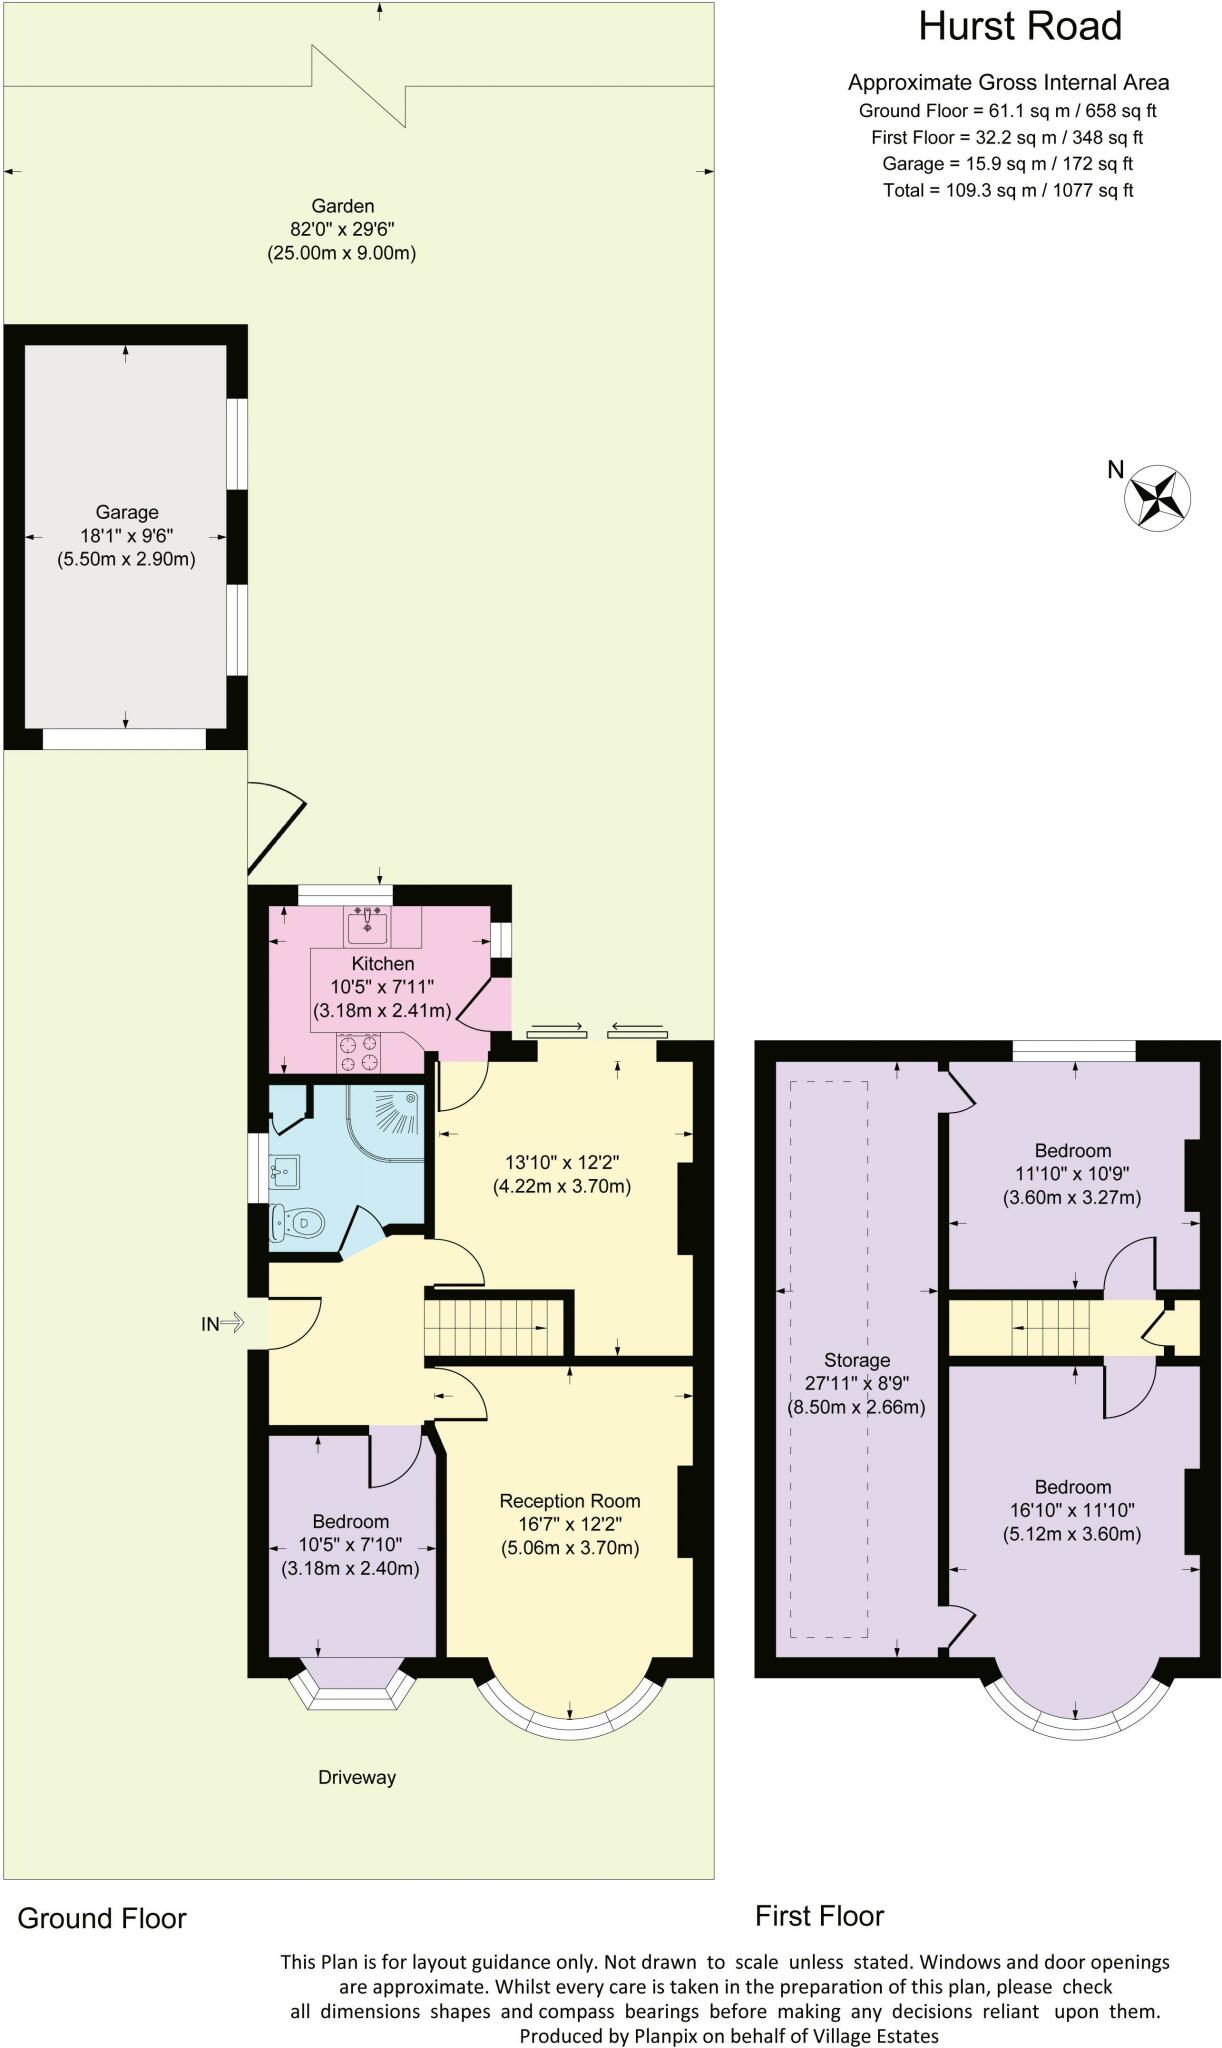 Hurst Road
Approximate Gross Internal Area
Ground Floor = 61.1 sq m / 658 sq ft
First Floor = 32.2 sq m / 348 sq ft
Garage = 15.9 sq m / 172 sq ft
Total = 109.3 sq m / 1077 sq ft
Garden
82'0" x 29'6"
(25.00m x 9.00m)
N
Garage
18'1" x 9'6"
(5.50m x 2.90m)
Kitchen
10'5" x 7'11"
(3.18m x 2.41m)
13'10" x 12'2"
(4.22m x 3.70m)
IN
Reception Room
16'7" x 12'2"
(5.06m x 3.70m)
Bedroom
10'5" x 7'10"
(3.18m x 2.40m)
Driveway
Bedroom
11'10" x 10'9"
(3.60m x 3.27m)
Storage
27'11" x 8'9"
(8.50m x 2.66m)
Bedroom
16'10" x 11'10"
(5.12m x 3.60m)
Ground Floor
First Floor
This Plan is for layout guidance only. Not drawn to scale unless stated. Windows and door openings
are approximate. Whilst every care is taken in the preparation of this plan, please check
all dimensions shapes and compass bearings before making any decisions reliant upon them.
Produced by Planpix on behalf of Village Estates